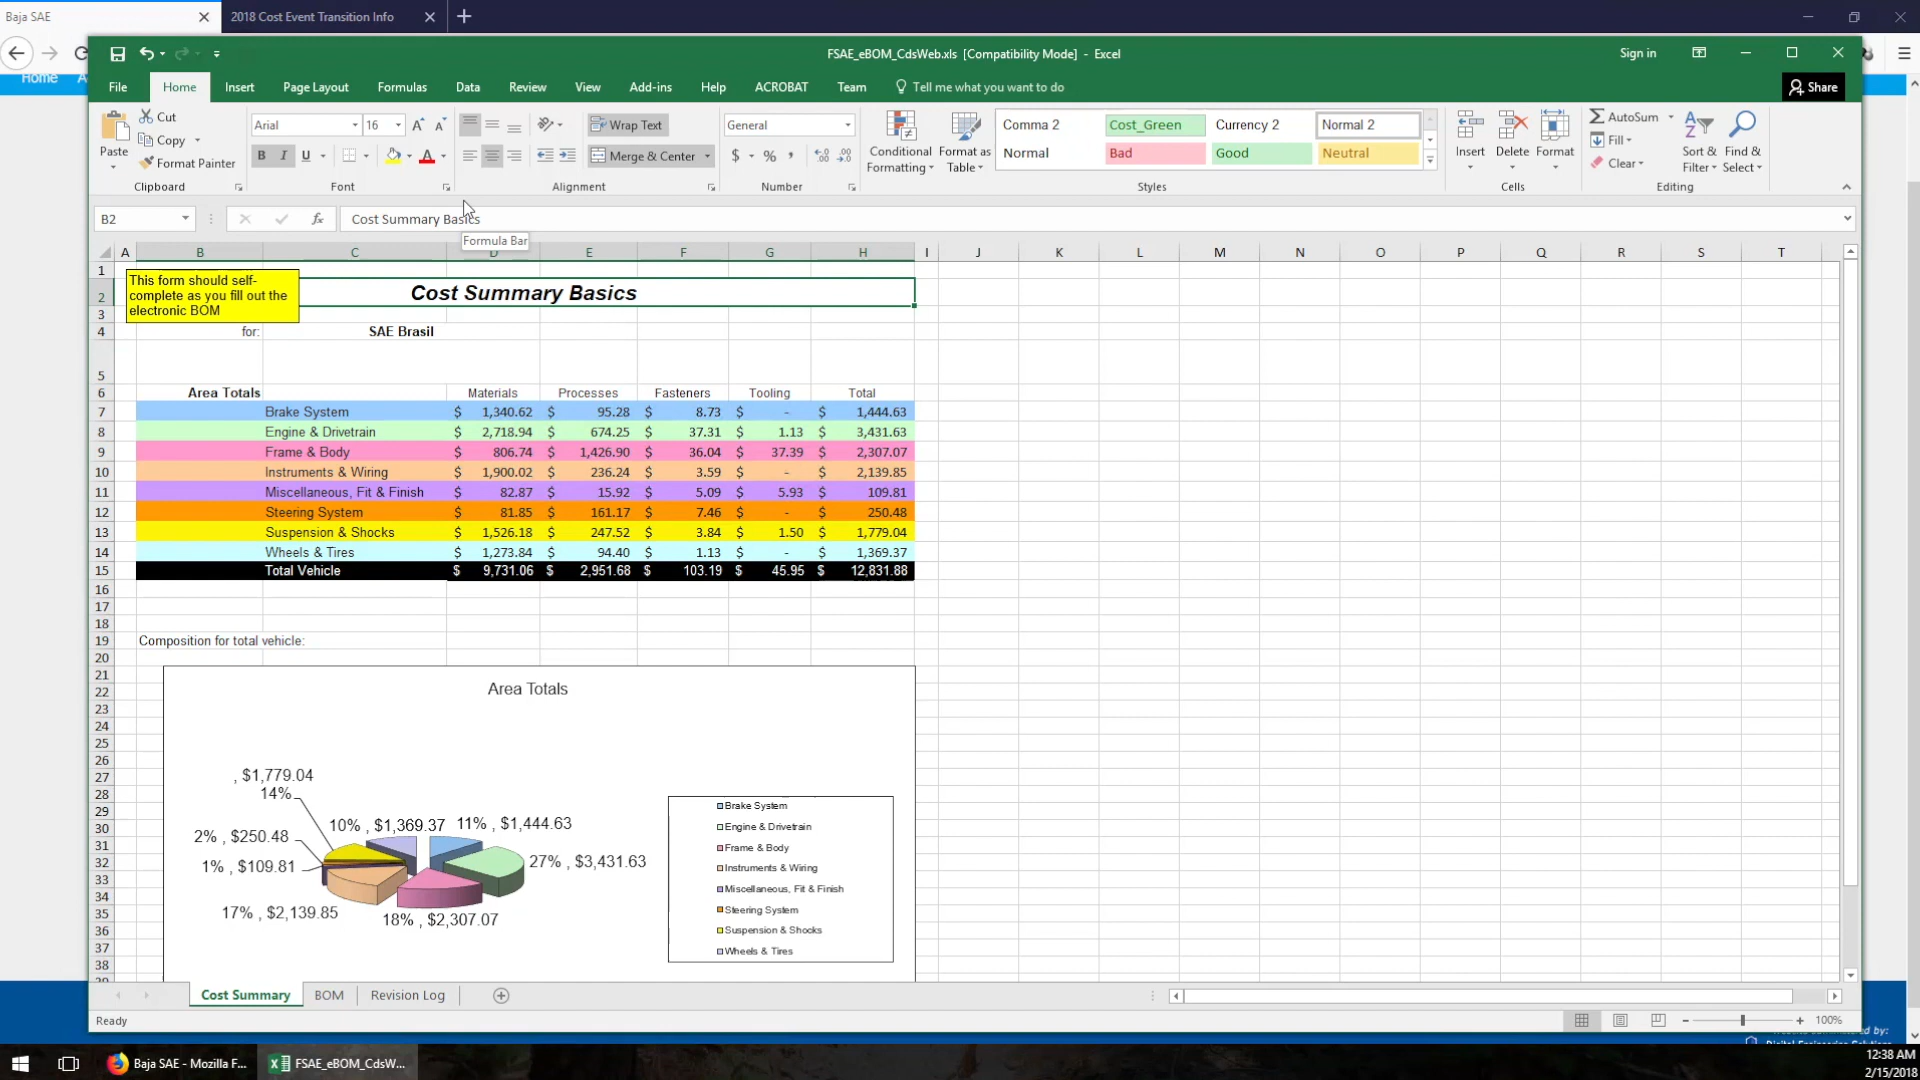 Baja SAE
2018 Cost Event Transition Info
FSAE_eBOM_CdsWeb.xls [Compatibility Mode] - Excel
Sign in
Home
File Home Insert Page Layout Formulas Data Review View Add-ins Help ACROBAT Team Tell me what you want to do
Share
Paste
Cut
Copy
Format Painter
Clipboard
Arial 16
B I U
Font
Wrap Text
Merge & Center
Alignment
General
$ % ,
Number
Conditional
Formatting
Format as
Table
Comma 2 Cost_Green Currency 2 Normal 2
Normal Bad Good Neutral
Styles
Insert Delete Format
Cells
AutoSum
Fill
Clear
Sort &
Filter
Find &
Select
Editing
B2 fx Cost Summary Basics
Formula Bar
A B C D E F G H I J K L M N O P Q R S T
1
This form should self-
complete as you fill out the
electronic BOM
2 Cost Summary Basics
3
4 for: SAE Brasil
5
6 Area Totals Materials Processes Fasteners Tooling Total
7 Brake System $ 1,340.62 $ 95.28 $ 8.73 $ - $ 1,444.63
8 Engine & Drivetrain $ 2,718.94 $ 674.25 $ 37.31 $ 1.13 $ 3,431.63
9 Frame & Body $ 806.74 $ 1,426.90 $ 36.04 $ 37.39 $ 2,307.07
10 Instruments & Wiring $ 1,900.02 $ 236.24 $ 3.59 $ - $ 2,139.85
11 Miscellaneous, Fit & Finish $ 82.87 $ 15.92 $ 5.09 $ 5.93 $ 109.81
12 Steering System $ 81.85 $ 161.17 $ 7.46 $ - $ 250.48
13 Suspension & Shocks $ 1,526.18 $ 247.52 $ 3.84 $ 1.50 $ 1,779.04
14 Wheels & Tires $ 1,273.84 $ 94.40 $ 1.13 $ - $ 1,369.37
15 Total Vehicle $ 9,731.06 $ 2,951.68 $ 103.19 $ 45.95 $ 12,831.88
16
17
18
19 Composition for total vehicle:
20
21
22
23
24
25
26
27
28
29
30
31
32
33
34
35
36
37
38
Area Totals
, $1,779.04
14%
10% , $1,369.37
11% , $1,444.63
2% , $250.48
27% , $3,431.63
1% , $109.81
17% , $2,139.85
18% , $2,307.07
Brake System
Engine & Drivetrain
Frame & Body
Instruments & Wiring
Miscellaneous, Fit & Finish
Steering System
Suspension & Shocks
Wheels & Tires
Cost Summary BOM Revision Log
Ready
100%
Baja SAE - Mozilla F...
FSAE_eBOM_CdsW...
12:38 AM
2/15/2018